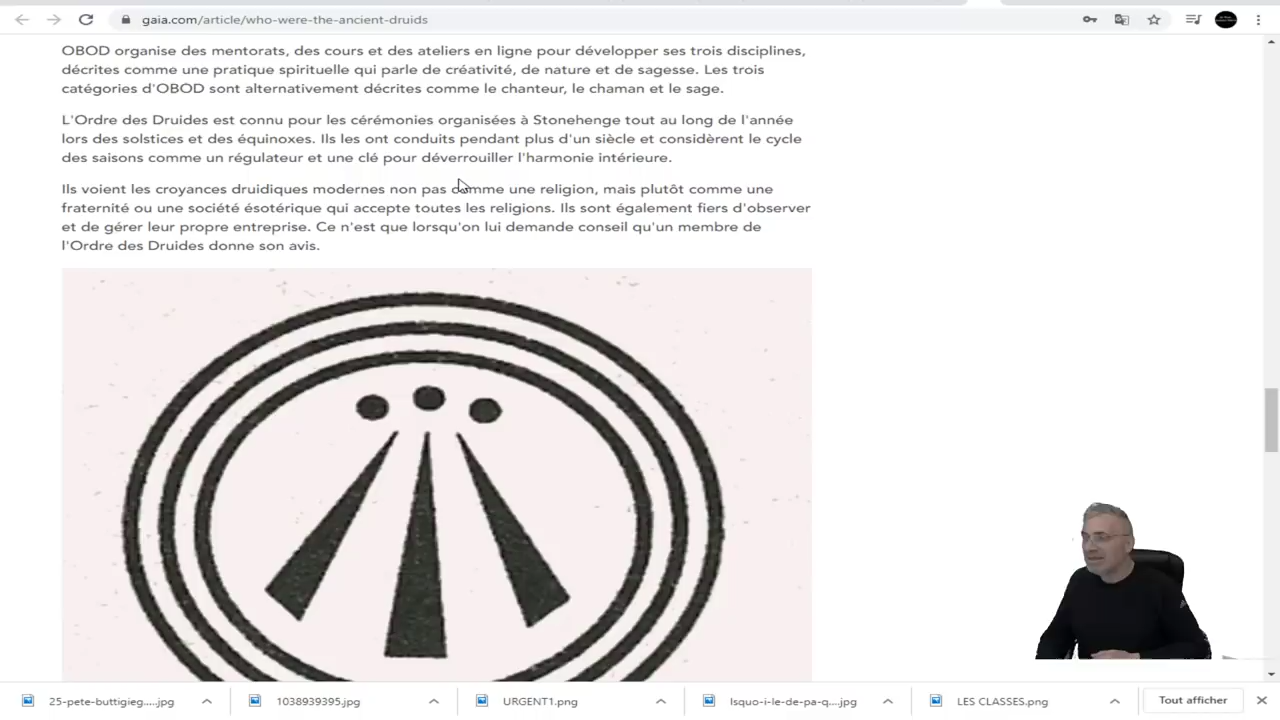 gaia.com/article/who-were-the-ancient-druids
OBOD organise des mentorats, des cours et des ateliers en ligne pour développer ses trois disciplines,
décrites comme une pratique spirituelle qui parle de créativité, de nature et de sagesse. Les trois
catégories d'OBOD sont alternativement décrites comme le chanteur, le chaman et le sage.
L'Ordre des Druides est connu pour les cérémonies organisées à Stonehenge tout au long de l'année
lors des solstices et des équinoxes. Ils les ont conduits pendant plus d'un siècle et considèrent le cycle
des saisons comme un régulateur et une clé pour déverrouiller l'harmonie intérieure.
Ils voient les croyances druidiques modernes non pas comme une religion, mais plutôt comme une
fraternité ou une société ésotérique qui accepte toutes les religions. Ils sont également fiers d'observer
et de gérer leur propre entreprise. Ce n'est que lorsqu'on lui demande conseil qu'un membre de
l'Ordre des Druides donne son avis.
25-pete-buttigieg.....jpg
1038939395.jpg
URGENT1.png
lsquo-i-le-de-pa-q....jpg
LES CLASSES.png
Tout afficher